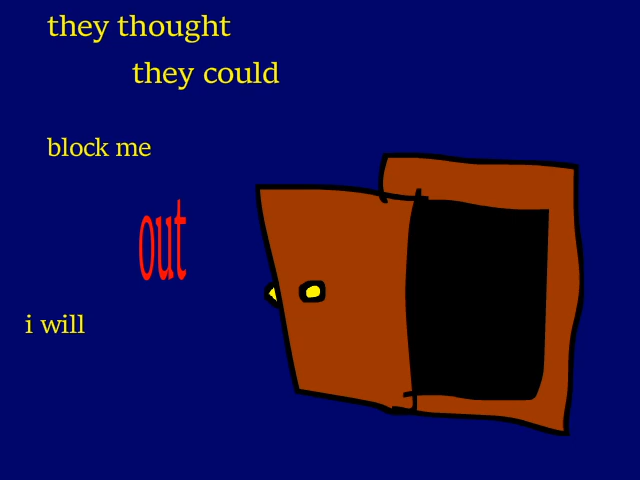 they thought
they could
block me
out
i will